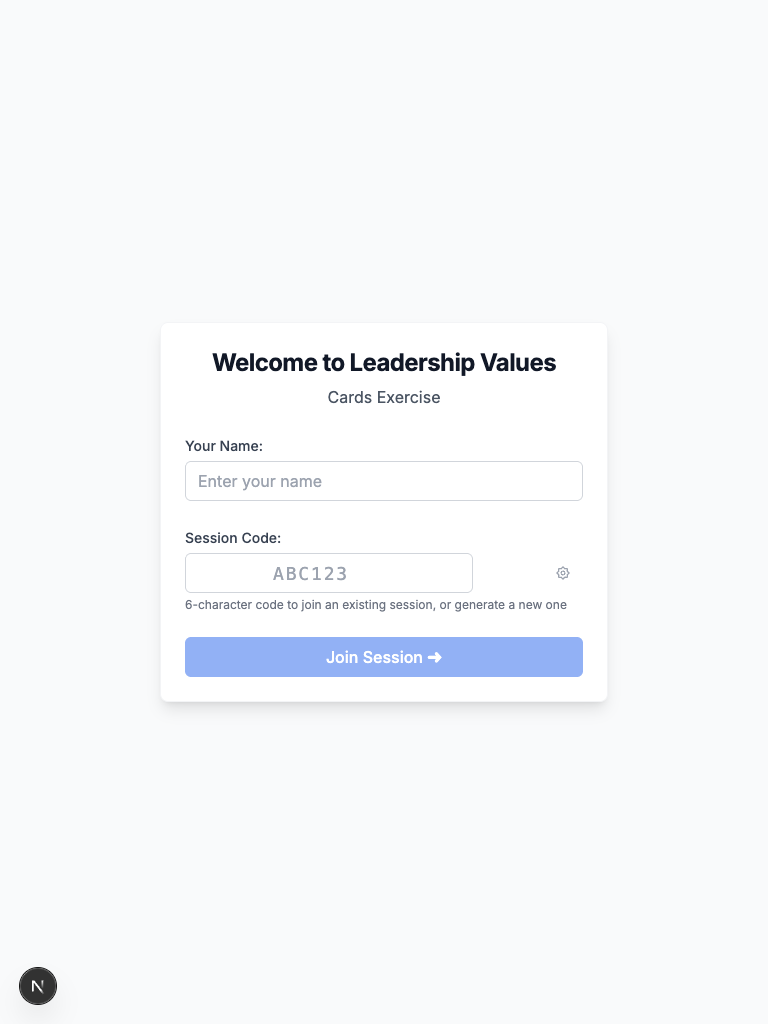 Welcome to Leadership Values
Cards Exercise
Your Name:
Enter your name
Session Code:
ABC123
6-character code to join an existing session, or generate a new one
Join Session ➜
N